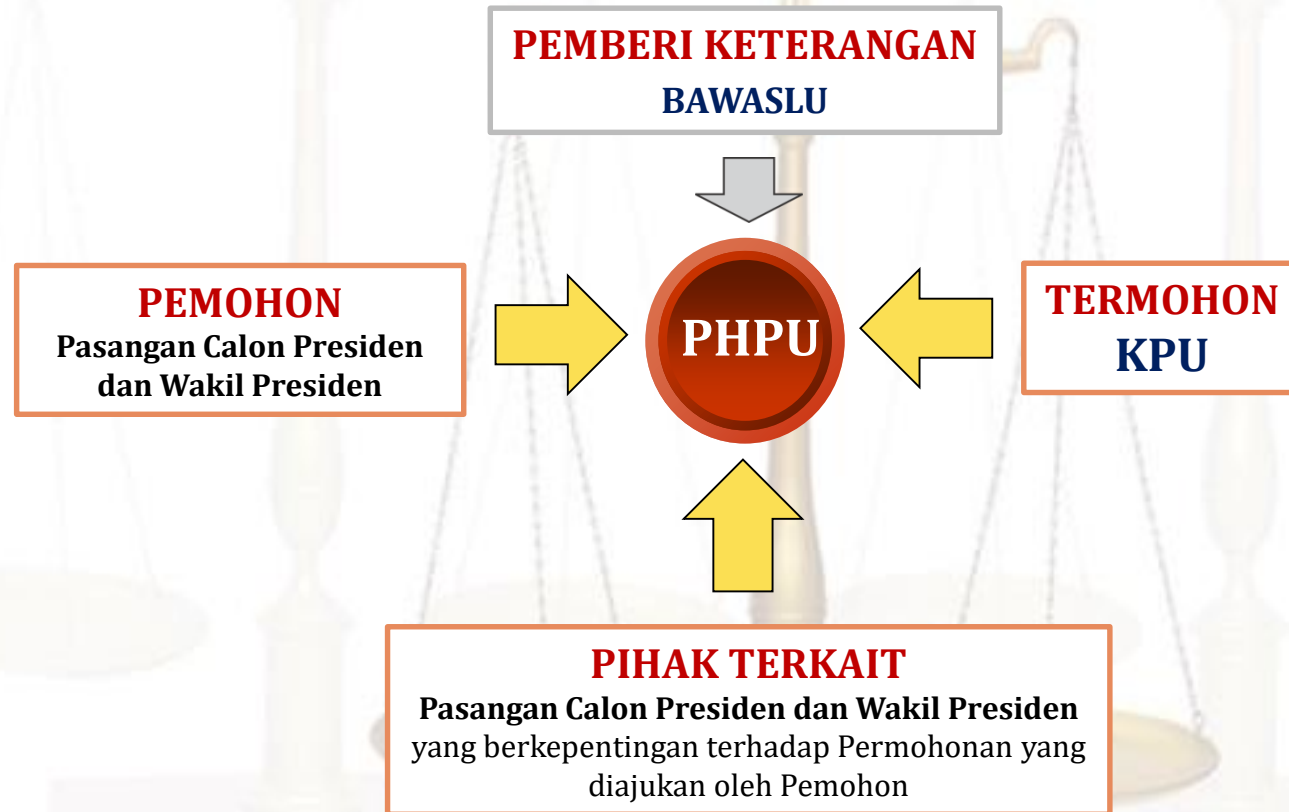 PEMBERI KETERANGAN
BAWASLU
PEMOHON
Pasangan Calon Presiden
dan Wakil Presiden
PHPU
TERMOHON
KPU
PIHAK TERKAIT
Pasangan Calon Presiden dan Wakil Presiden
yang berkepentingan terhadap Permohonan yang
diajukan oleh Pemohon